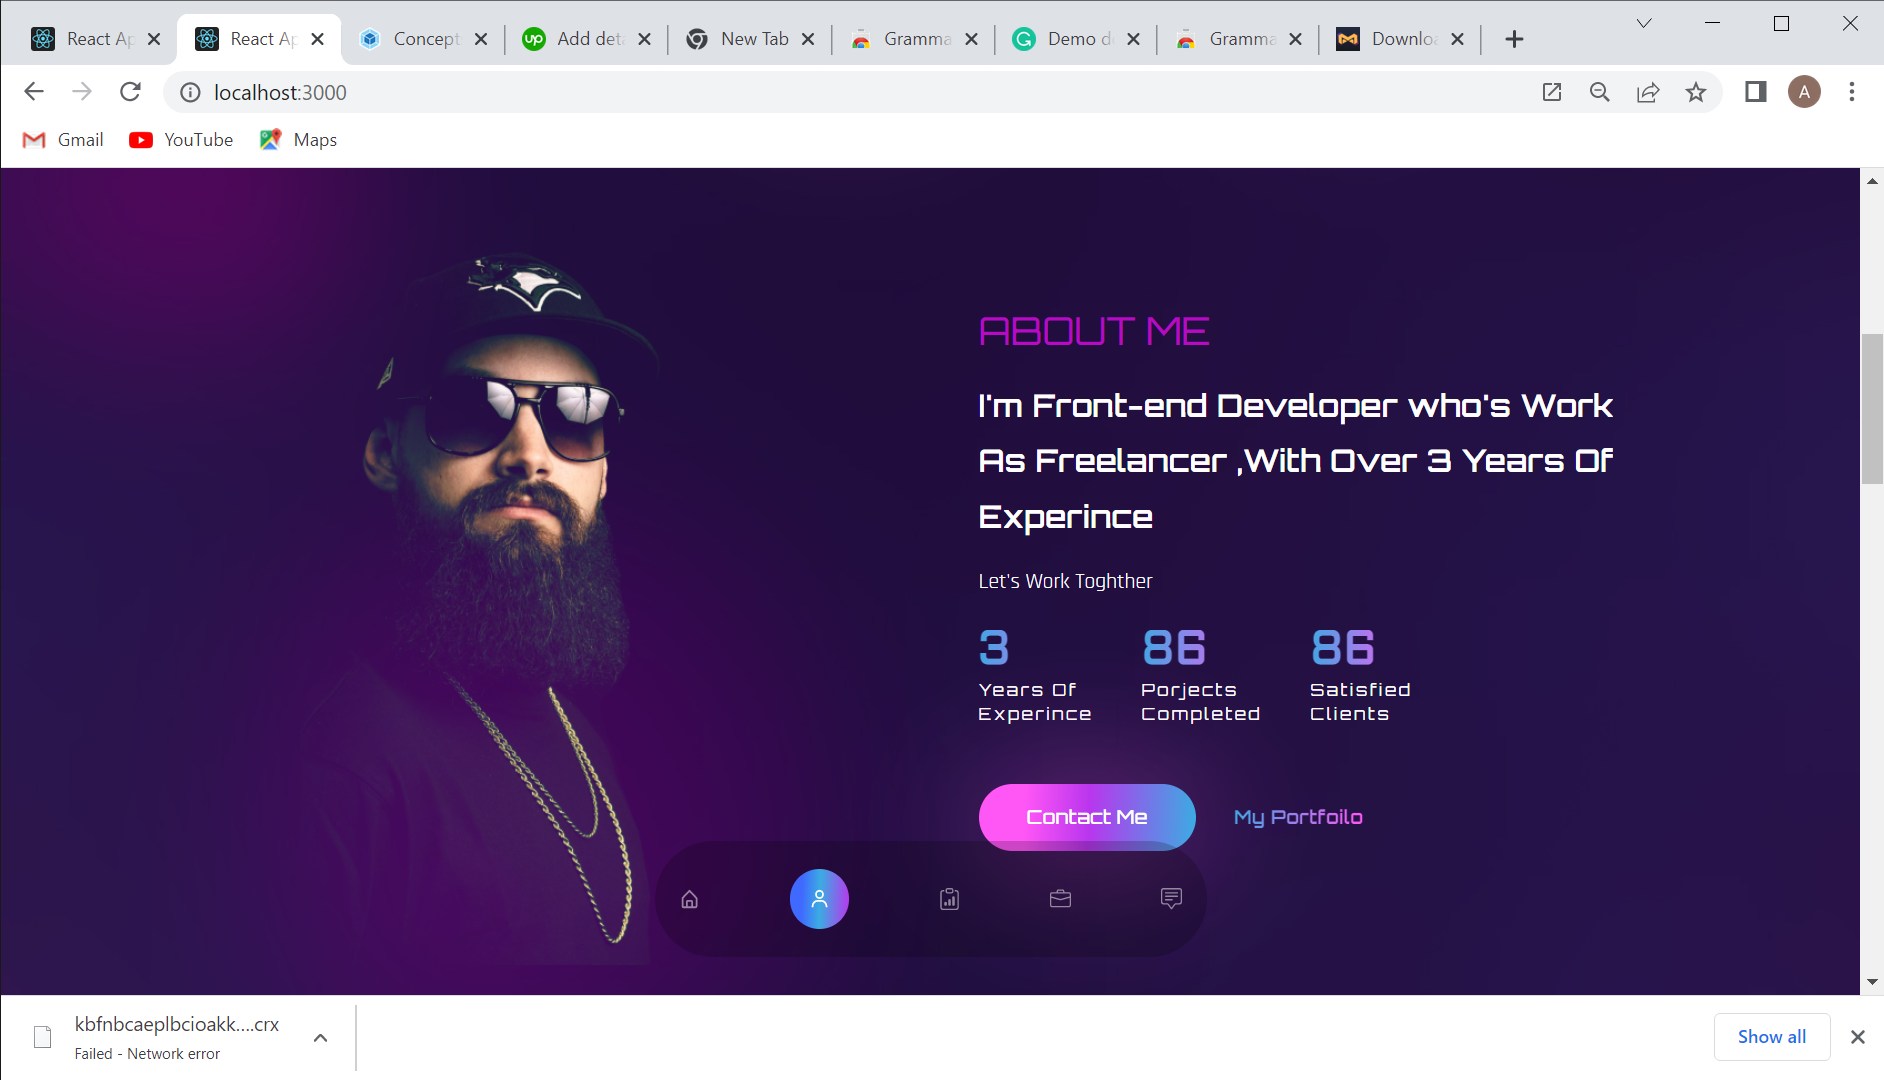 React Ap
React Ap
Concept
Add deta
New Tab
Gramma
Demo d
Gramma
Downloa
localhost:3000
A
Gmail
YouTube
Maps
ABOUT ME
I'm Front-end Developer who's Work
As Freelancer ,With Over 3 Years Of
Experince
Let's Work Toghther
3
Years Of
Experince
86
Porjects
Completed
86
Satisfied
Clients
Contact Me
My Portfoilo
kbfnbcaeplbcioakk....crx
Failed - Network error
Show all